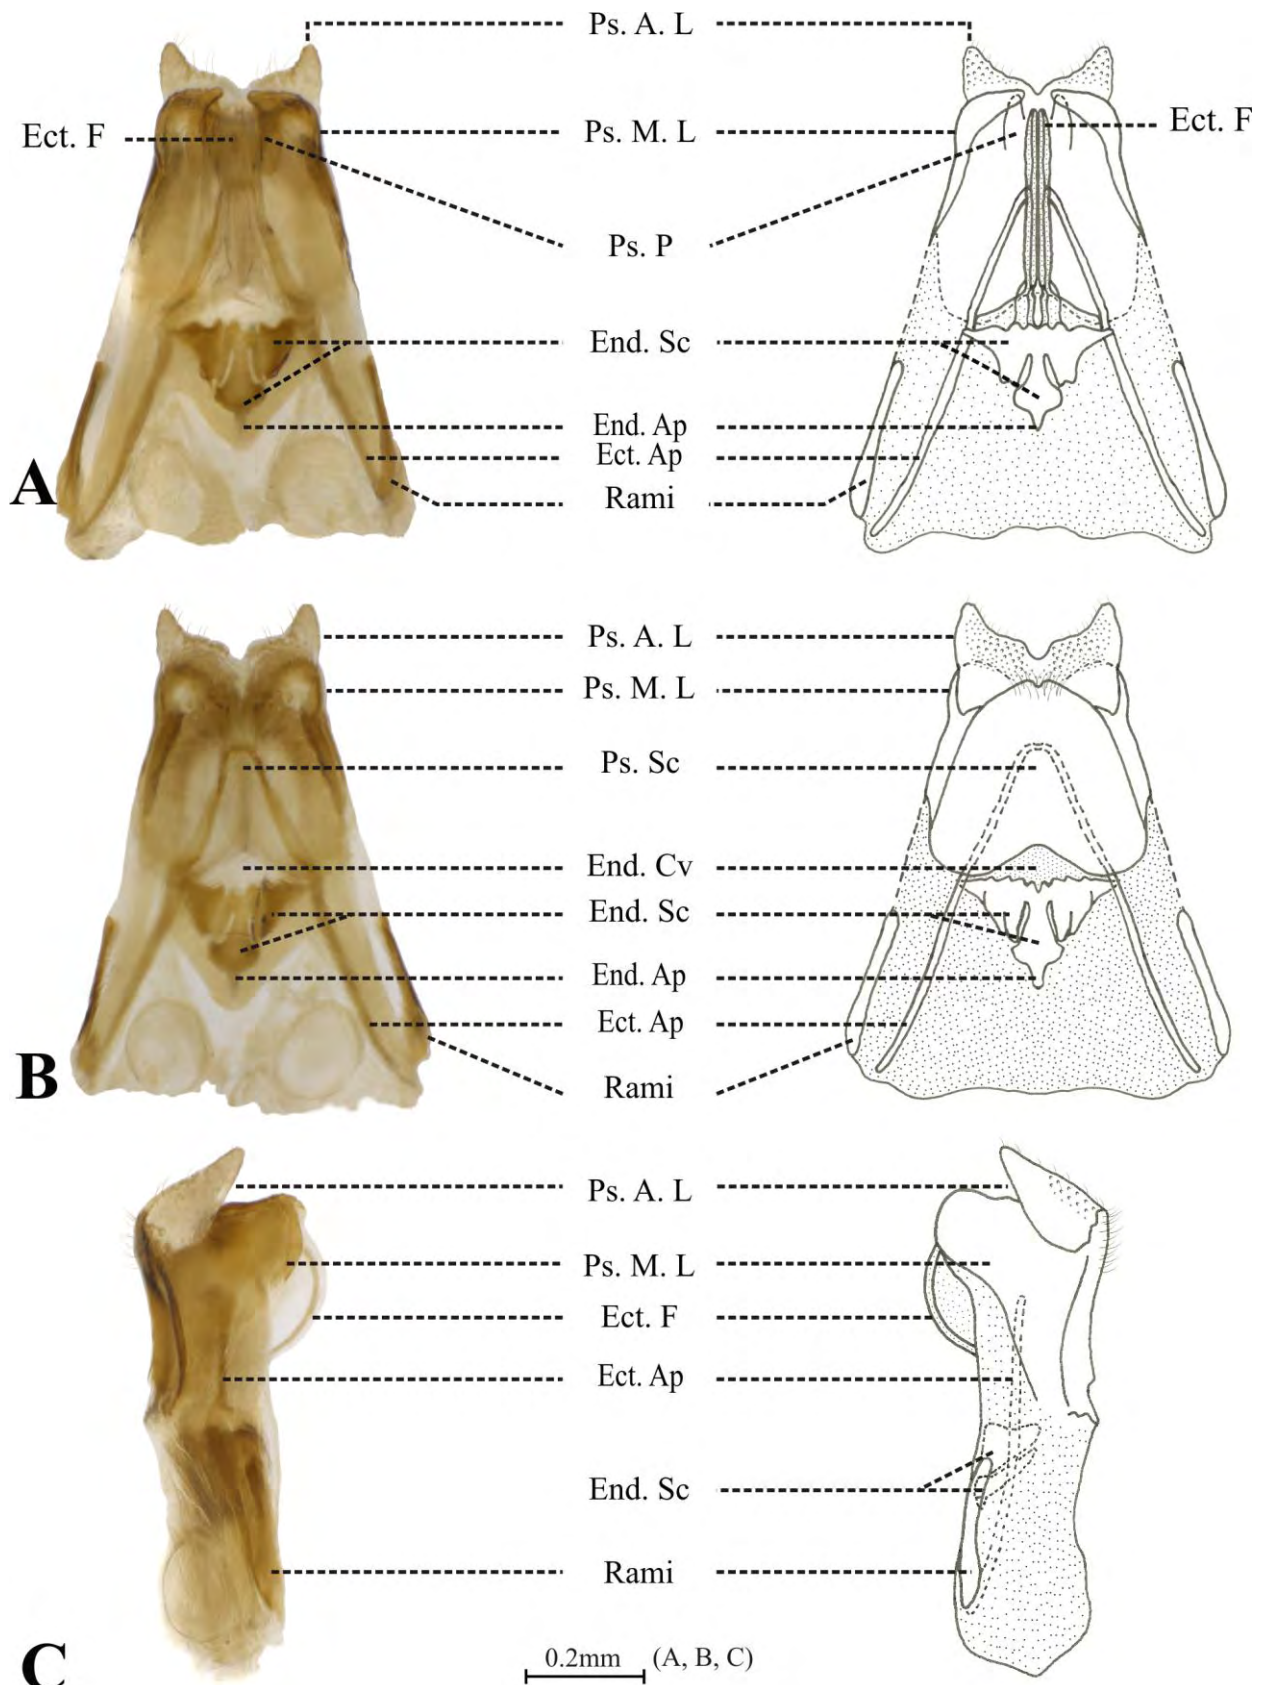 Ps. A. L
Ect. F
Ps. M. L
Ect. F
Ps. P
End. Sc
End. Ap
Ect. Ap
Rami
A
Ps. A. L
Ps. M. L
Ps. Sc
End. Cv
End. Sc
End. Ap
Ect. Ap
Rami
B
Ps. A. L
Ps. M. L
Ect. F
Ect. Ap
End. Sc
Rami
C
0.2mm (A, B, C)